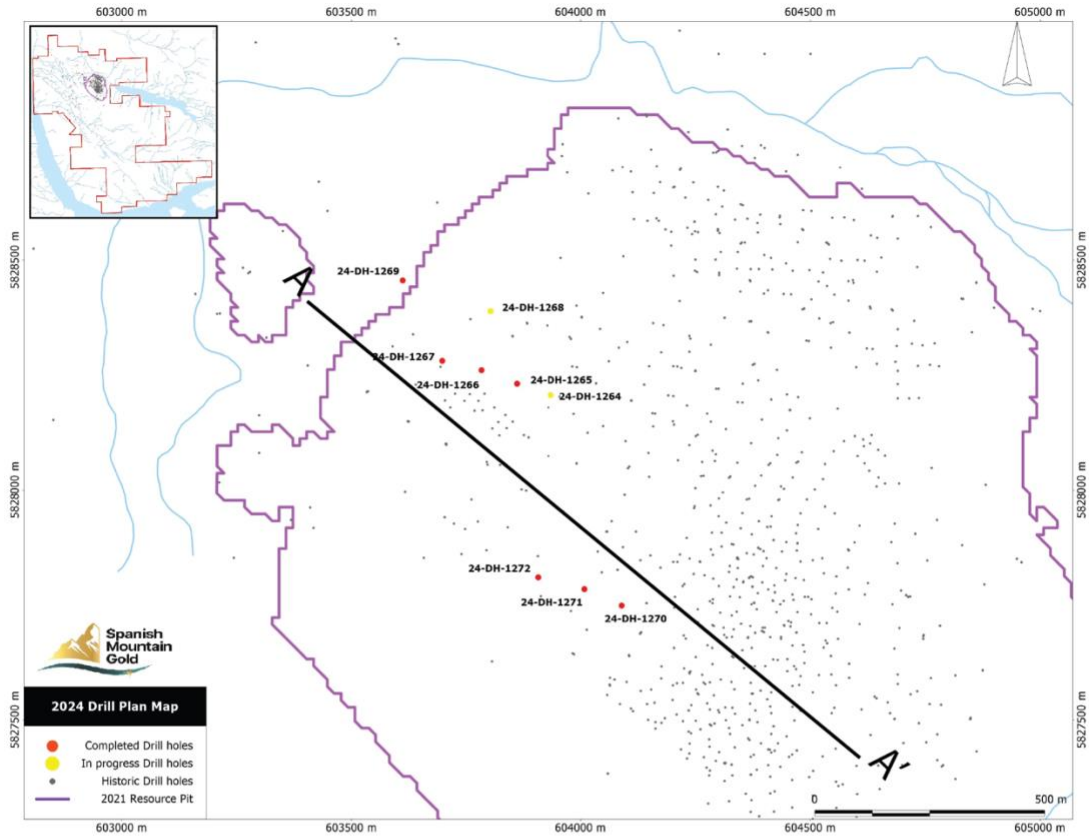 603000 m
603500 m
604000 m
604500 m
605000 m
5828500 m
5828500 m
24-DH-1269
A
24-DH-1268
24-DH-1267
24-DH-1266
24-DH-1265
24-DH-1264
5828000 m
5828000 m
24-DH-1272
24-DH-1271
24-DH-1270
Spanish
Mountain
Gold
2024 Drill Plan Map
5827500 m
5827500 m
Completed Drill holes
In progress Drill holes
Historic Drill holes
2021 Resource Pit
A'
0
500 m
603000 m
603500 m
604000 m
604500 m
605000 m